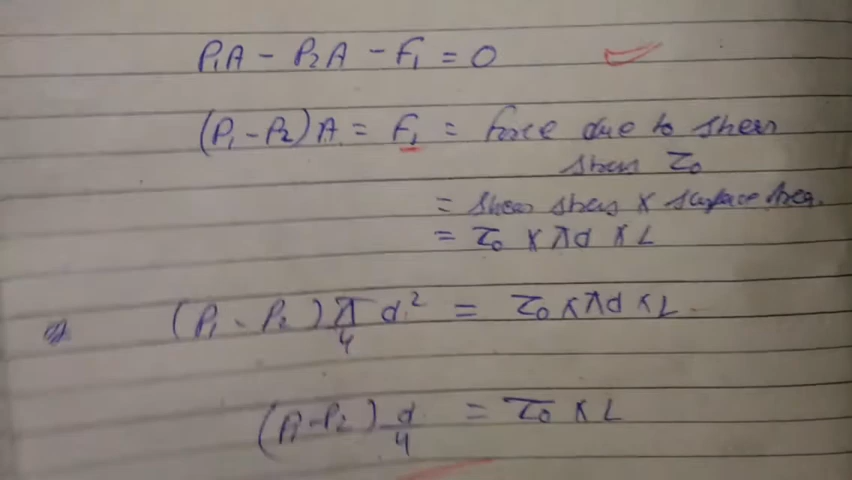 P₁A - P₂A - F₁ = 0
(P₁ - P₂) A = F₁ = force due to shear
shear τ₀
= shear stress × surface area.
= τ₀ × πd × L
⇒ (P₁ - P₂) π/4 d² = τ₀ × πd × L
(P₁ - P₂) d/4 = τ₀ × L